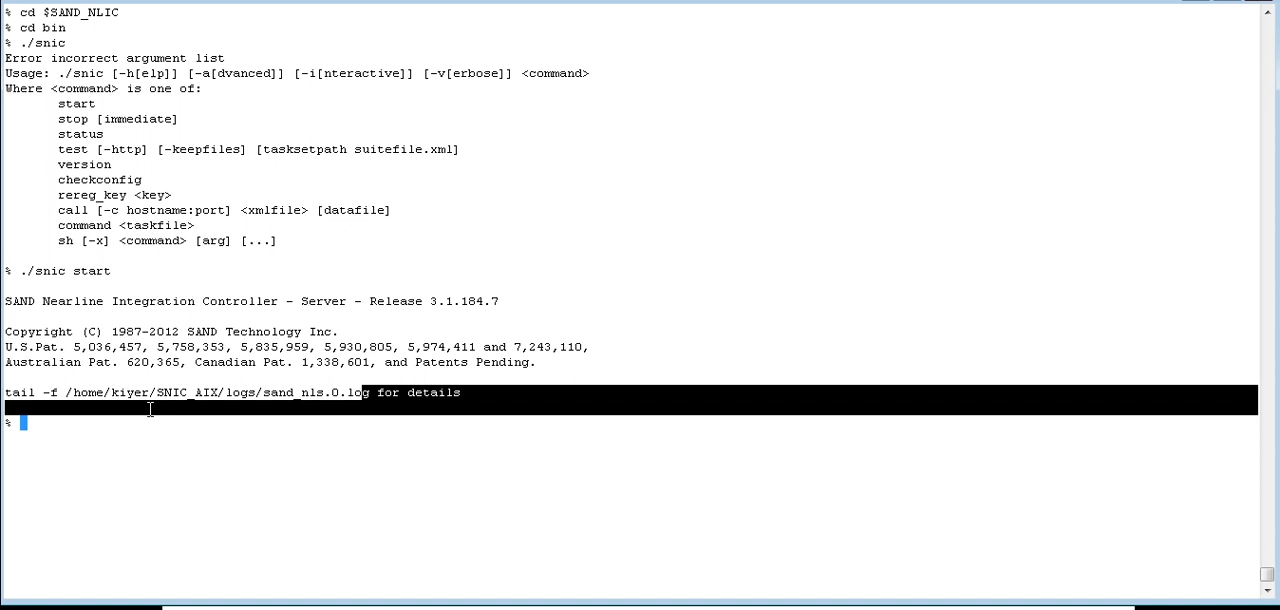 % cd $SAND_NLIC
% cd bin
% ./snic
Error incorrect argument list
Usage: ./snic [-h[elp]] [-a[dvanced]] [-i[nteractive]] [-v[erbose]] <command>
Where <command> is one of:
start
stop [immediate]
status
test [-http] [-keepfiles] [tasksetpath suitefile.xml]
version
checkconfig
rereg_key <key>
call [-c hostname:port] <xmlfile> [datafile]
command <taskfile>
sh [-x] <command> [arg] [...]
% ./snic start
SAND Nearline Integration Controller - Server - Release 3.1.184.7
Copyright (C) 1987-2012 SAND Technology Inc.
U.S.Pat. 5,036,457, 5,758,353, 5,835,959, 5,930,805, 5,974,411 and 7,243,110,
Australian Pat. 620,365, Canadian Pat. 1,338,601, and Patents Pending.
tail -f /home/kiyer/SNIC_AIX/logs/sand_nls.0.log for details
%